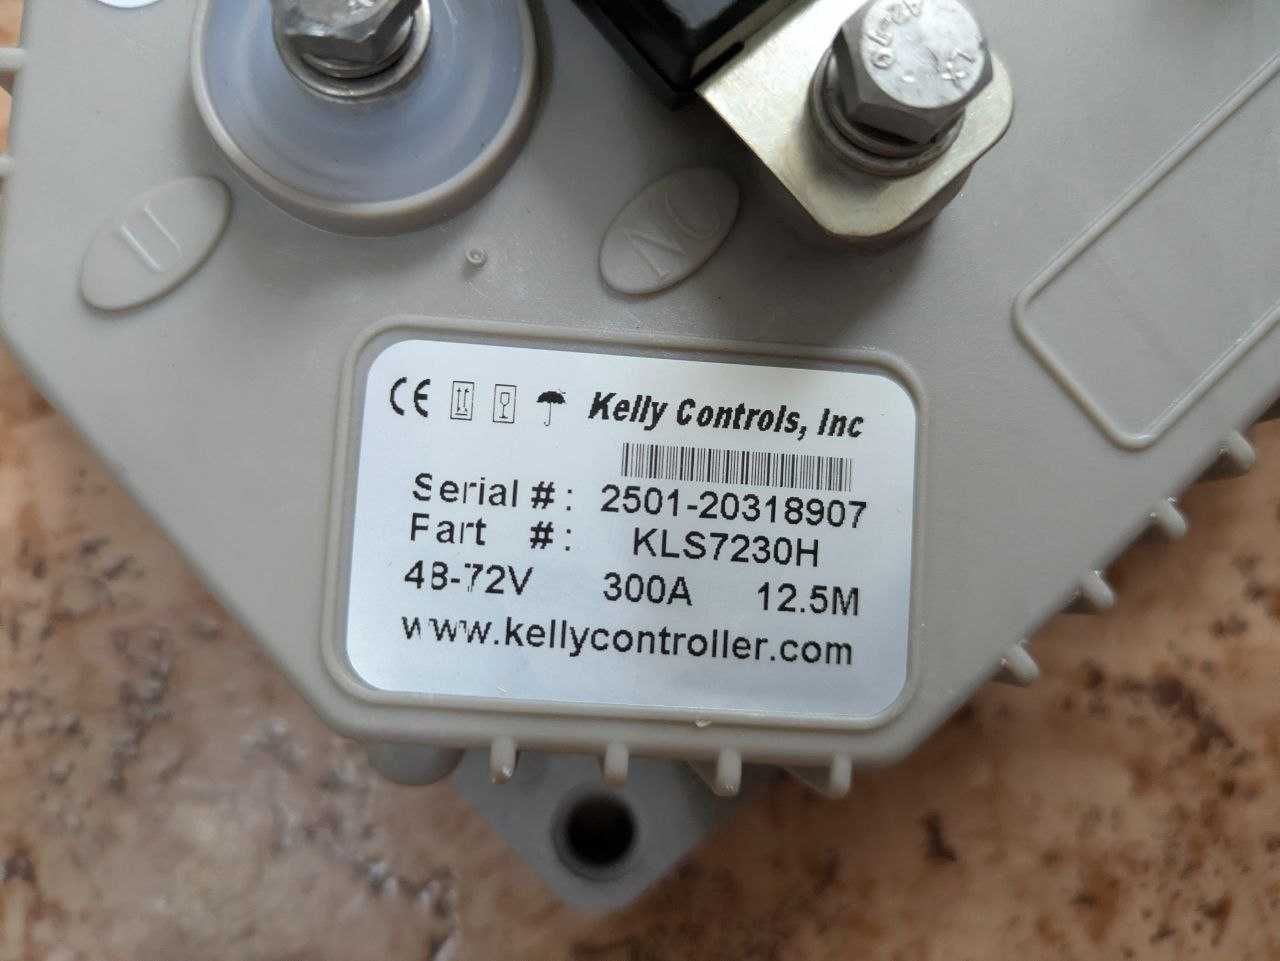 U
NC
CE Kelly Controls, Inc
Serial #: 2501-20318907
Part #: KLS7230H
48-72V 300A 12.5M
www.kellycontroller.com